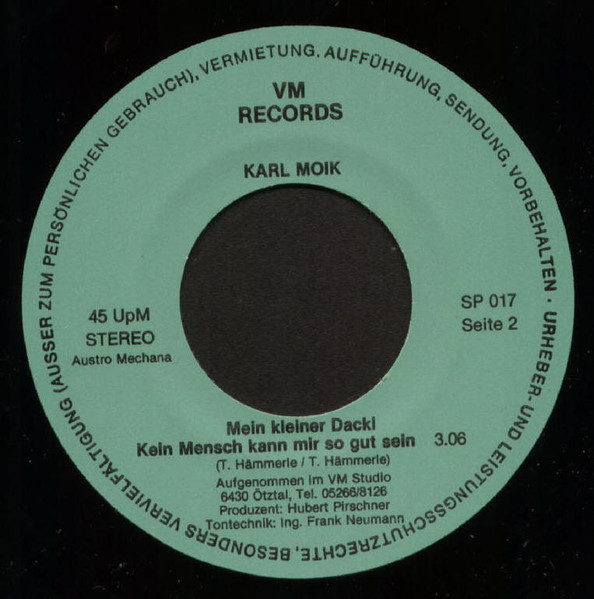 URHEBER- UND LEISTUNGSSCHUTZRECHTE, BESONDERS VERVIELFÄLTIGUNG (AUSSER ZUM PERSÖNLICHEN GEBRAUCH), VERMIETUNG, AUFFÜHRUNG, SENDUNG, VORBEHALTEN ·
VM
RECORDS
KARL MOIK
45 UpM
STEREO
Austro Mechana
SP 017
Seite 2
Mein kleiner Dackl
Kein Mensch kann mir so gut sein 3.06
(T. Hämmerle / T. Hämmerle)
Aufgenommen im VM Studio
6430 Ötztal, Tel. 05266/8126
Produzent: Hubert Pirschner
Tontechnik: Ing. Frank Neumann